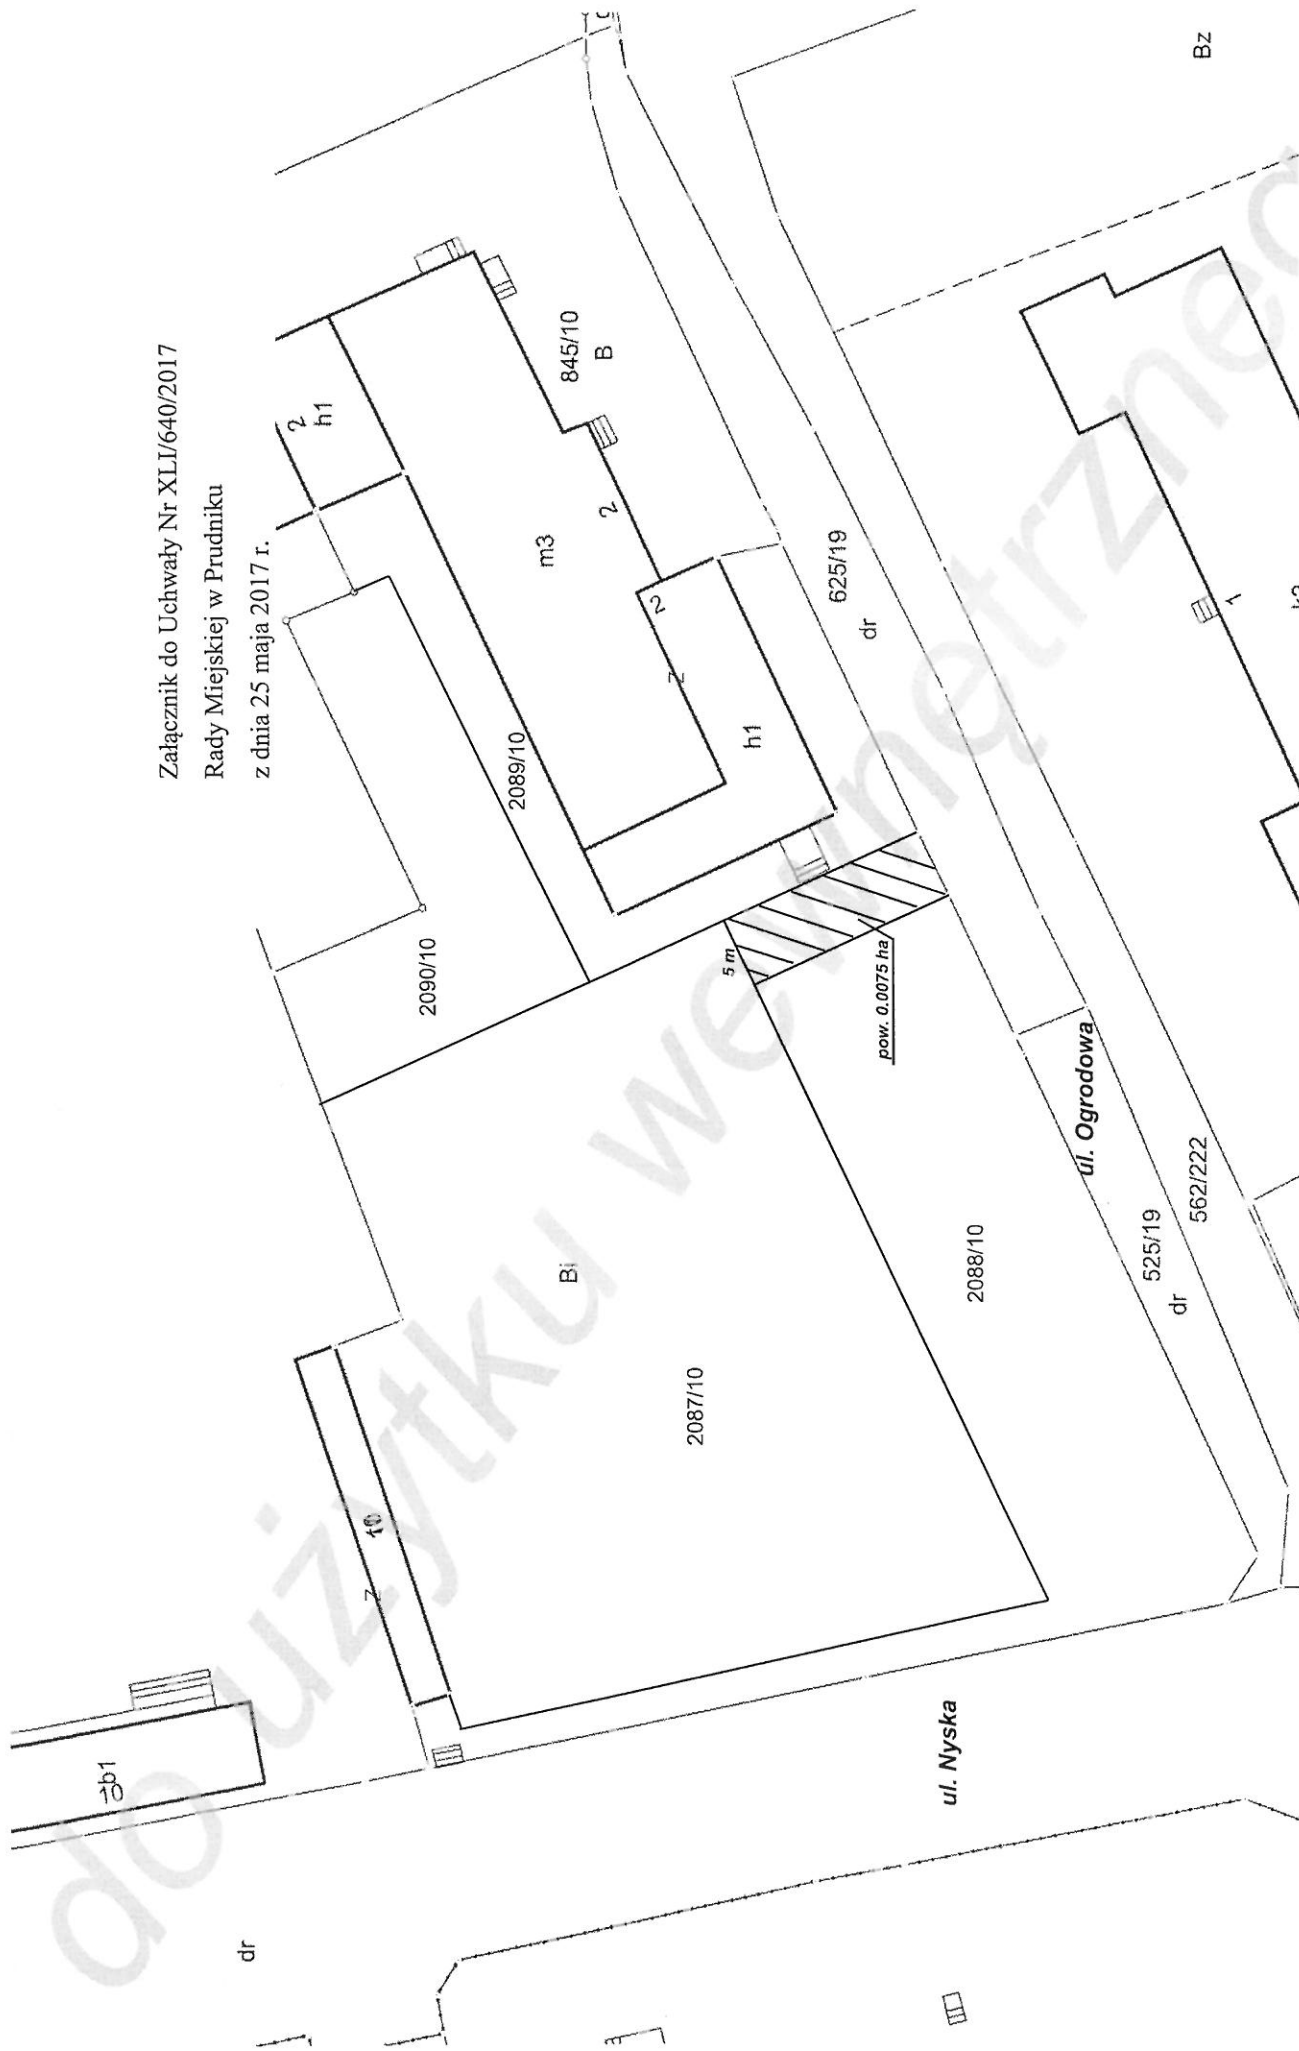 Załącznik do Uchwały Nr XLI/640/2017
Rady Miejskiej w Prudniku
z dnia 25 maja 2017 r.
2
h1
m3
2
2
z
h1
845/10
B
2089/10
2090/10
625/19
dr
Bz
1
5 m
pow. 0.0075 ha
Bi
2087/10
2088/10
ul. Ogrodowa
525/19
dr
562/222
z
10
b1
10
ul. Nyska
dr
do użytku wewnętrzneg